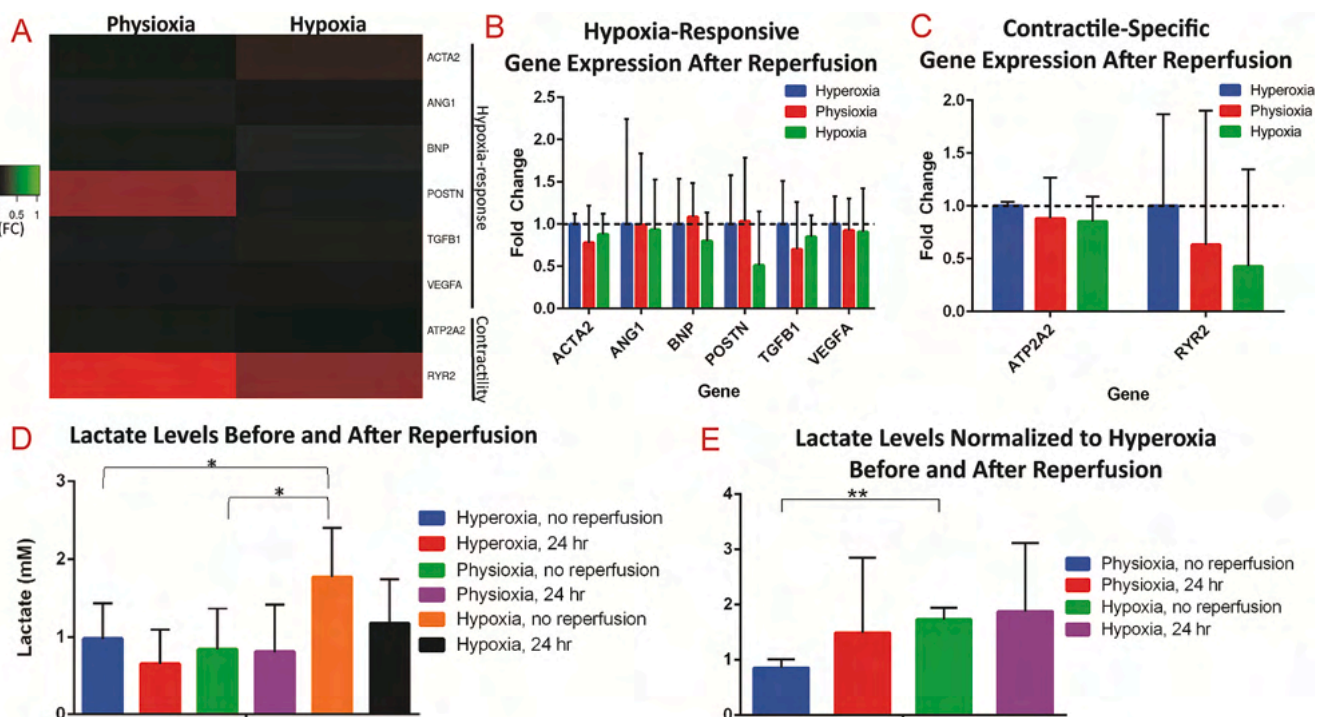 A
Physioxia Hypoxia
ACTA2
ANG1
BNP
POSTN
TGFB1
VEGFA
ATP2A2
RYR2
Hypoxia-response
Contractility
0.5 1
(FC)
B
Hypoxia-Responsive
Gene Expression After Reperfusion
Hyperoxia
Physioxia
Hypoxia
Fold Change
2.5
2.0
1.5
1.0
0.5
0.0
ACTA2 ANG1 BNP POSTN TGFB1 VEGFA
Gene
C
Contractile-Specific
Gene Expression After Reperfusion
Hyperoxia
Physioxia
Hypoxia
Fold Change
2.0
1.5
1.0
0.5
0.0
ATP2A2 RYR2
Gene
D
Lactate Levels Before and After Reperfusion
*
*
Lactate (mM)
3
2
1
0
Hyperoxia, no reperfusion
Hyperoxia, 24 hr
Physioxia, no reperfusion
Physioxia, 24 hr
Hypoxia, no reperfusion
Hypoxia, 24 hr
E
Lactate Levels Normalized to Hyperoxia
Before and After Reperfusion
**
4
3
2
1
0
Physioxia, no reperfusion
Physioxia, 24 hr
Hypoxia, no reperfusion
Hypoxia, 24 hr